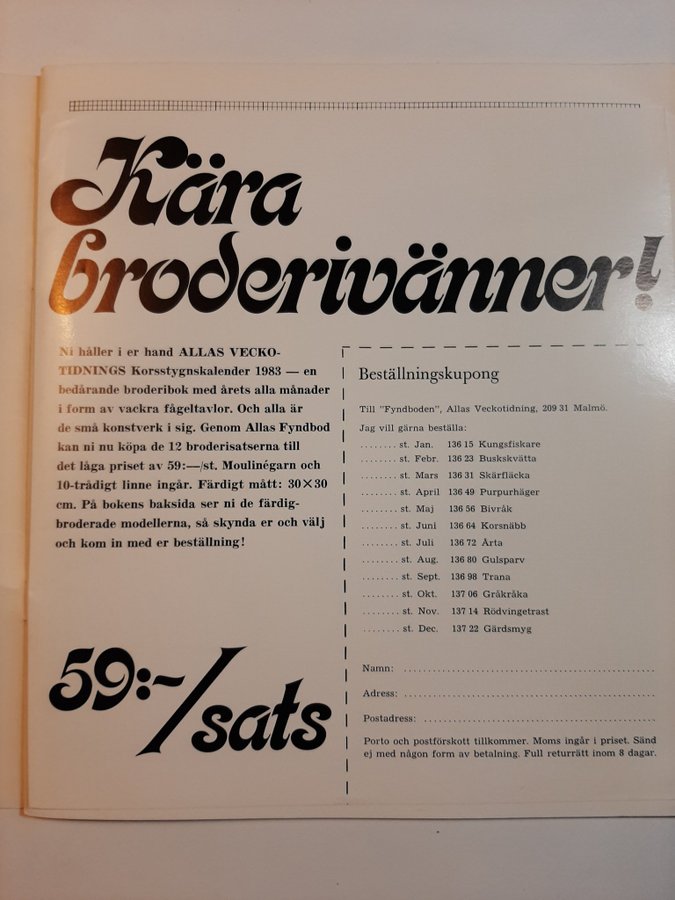 Kära
broderivänner!
Ni håller i er hand ALLAS VECKO-
TIDNINGS Korsstygnskalender 1983 — en
bedårande broderibok med årets alla månader
i form av vackra fågeltavlor. Och alla är
de små konstverk i sig. Genom Allas Fyndbod
kan ni nu köpa de 12 broderisatserna till
det låga priset av 59:—/st. Moulinégarn och
10-trådigt linne ingår. Färdigt mått: 30×30
cm. På bokens baksida ser ni de färdig-
broderade modellerna, så skynda er och välj
och kom in med er beställning!
59:-/sats
Beställningskupong
Till "Fyndboden", Allas Veckotidning, 209 31 Malmö.
Jag vill gärna beställa:
........ st. Jan. 136 15 Kungsfiskare
........ st. Febr. 136 23 Buskskvätta
........ st. Mars 136 31 Skärfläcka
........ st. April 136 49 Purpurhäger
........ st. Maj 136 56 Bivråk
........ st. Juni 136 64 Korsnäbb
........ st. Juli 136 72 Ärta
........ st. Aug. 136 80 Gulsparv
........ st. Sept. 136 98 Trana
........ st. Okt. 137 06 Gråkråka
........ st. Nov. 137 14 Rödvingetrast
........ st. Dec. 137 22 Gärdsmyg
Namn: ............................................................
Adress: ............................................................
Postadress: ........................................................
Porto och postförskott tillkommer. Moms ingår i priset. Sänd
ej med någon form av betalning. Full returrätt inom 8 dagar.